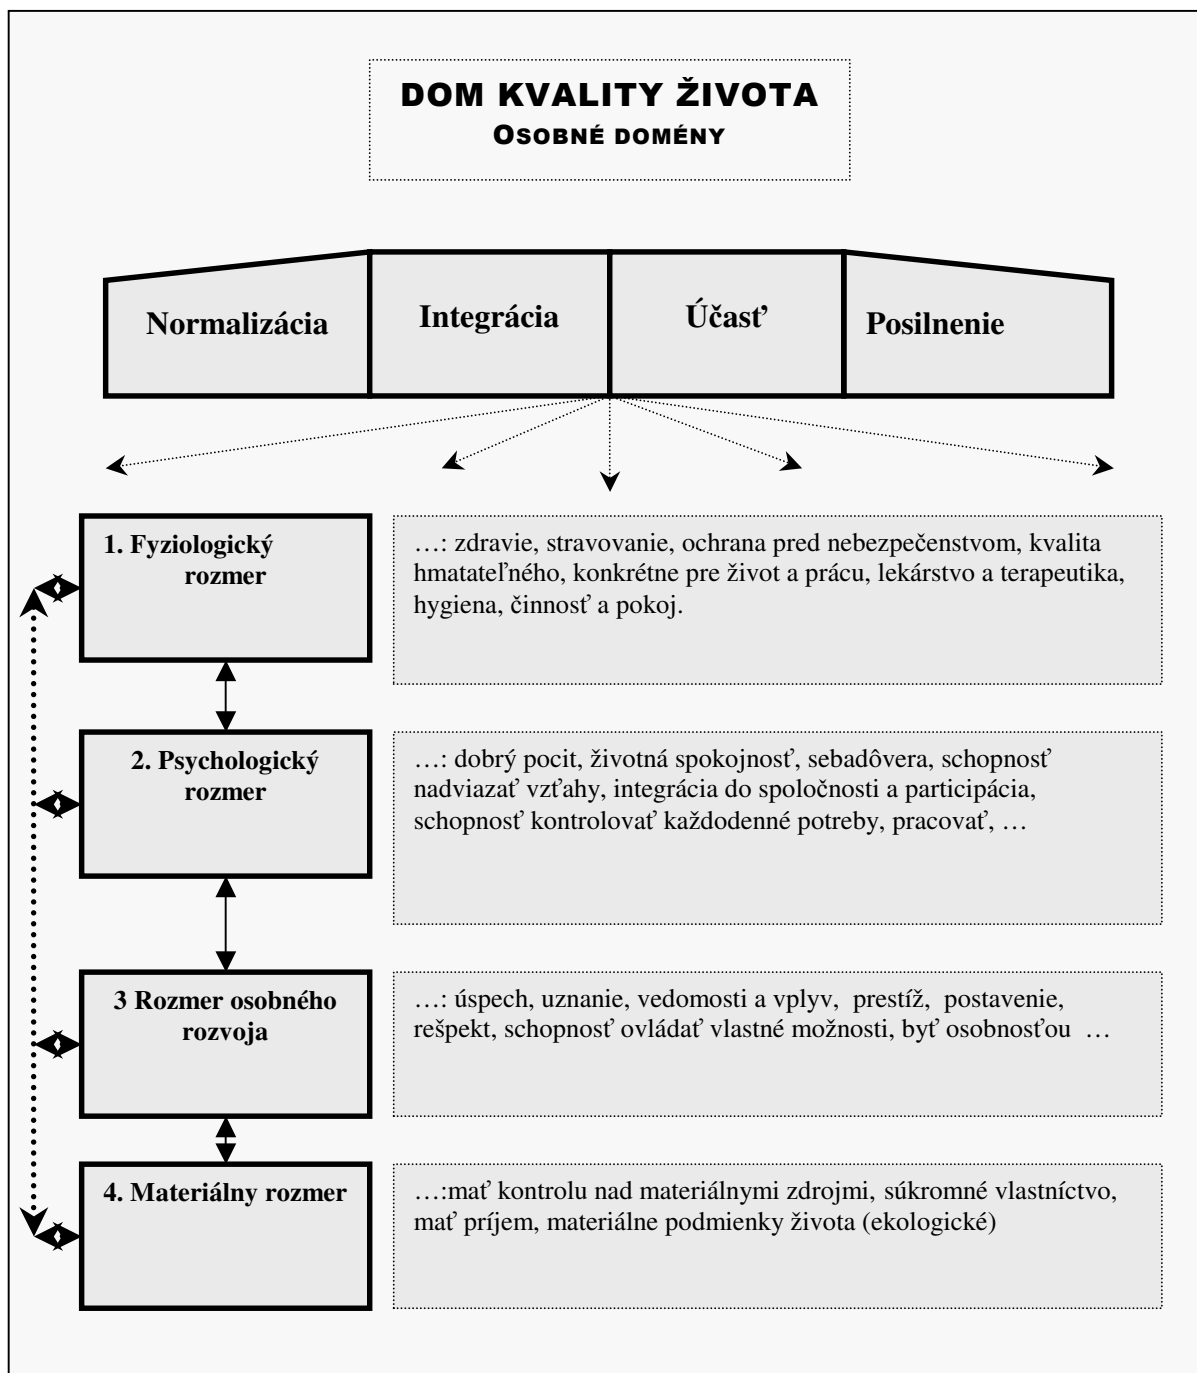 DOM KVALITY ŽIVOTA
OSOBNÉ DOMÉNY
Normalizácia
Integrácia
Účasť
Posilnenie
1. Fyziologický
rozmer
…: zdravie, stravovanie, ochrana pred nebezpečenstvom, kvalita
hmatateľného, konkrétne pre život a prácu, lekárstvo a terapeutika,
hygiena, činnosť a pokoj.
2. Psychologický
rozmer
…: dobrý pocit, životná spokojnosť, sebadôvera, schopnosť
nadviazať vzťahy, integrácia do spoločnosti a participácia,
schopnosť kontrolovať každodenné potreby, pracovať, …
3 Rozmer osobného
rozvoja
…: úspech, uznanie, vedomosti a vplyv,  prestíž,  postavenie,
rešpekt, schopnosť ovládať vlastné možnosti, byť osobnosťou  …
4. Materiálny rozmer
…:mať kontrolu nad materiálnymi zdrojmi, súkromné vlastníctvo,
mať príjem, materiálne podmienky života (ekologické)